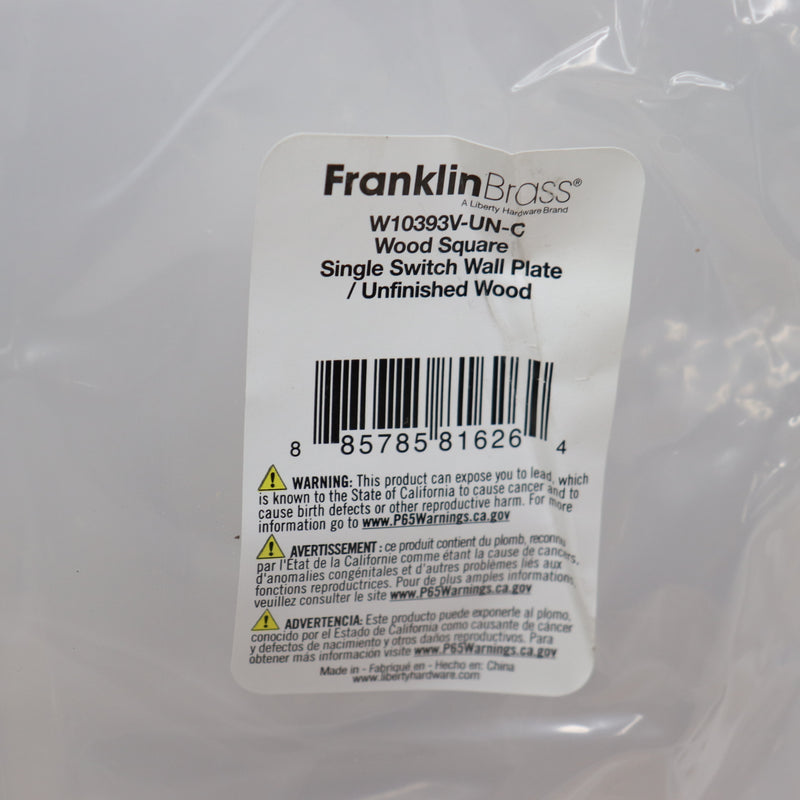 FranklinBrass®
A Liberty Hardware Brand
W10393V-UN-C
Wood Square
Single Switch Wall Plate
/ Unfinished Wood
8 85785 81626 4
WARNING: This product can expose you to lead, which
is known to the State of California to cause cancer and to
cause birth defects or other reproductive harm. For more
information go to www.P65Warnings.ca.gov
AVERTISSEMENT : ce produit contient du plomb, reconnu
par l'État de la Californie comme étant la cause de cancers,
d'anomalies congénitales et d'autres problèmes liés aux
fonctions reproductrices. Pour de plus amples informations,
veuillez consulter le site www.P65Warnings.ca.gov
ADVERTENCIA: Este producto puede exponerle al plomo,
conocido por el Estado de California como causante de cáncer
y defectos de nacimiento y otros daños reproductivos. Para
obtener más información visite www.P65Warnings.ca.gov
Made in - Fabriqué en - Hecho en: China
www.libertyhardware.com